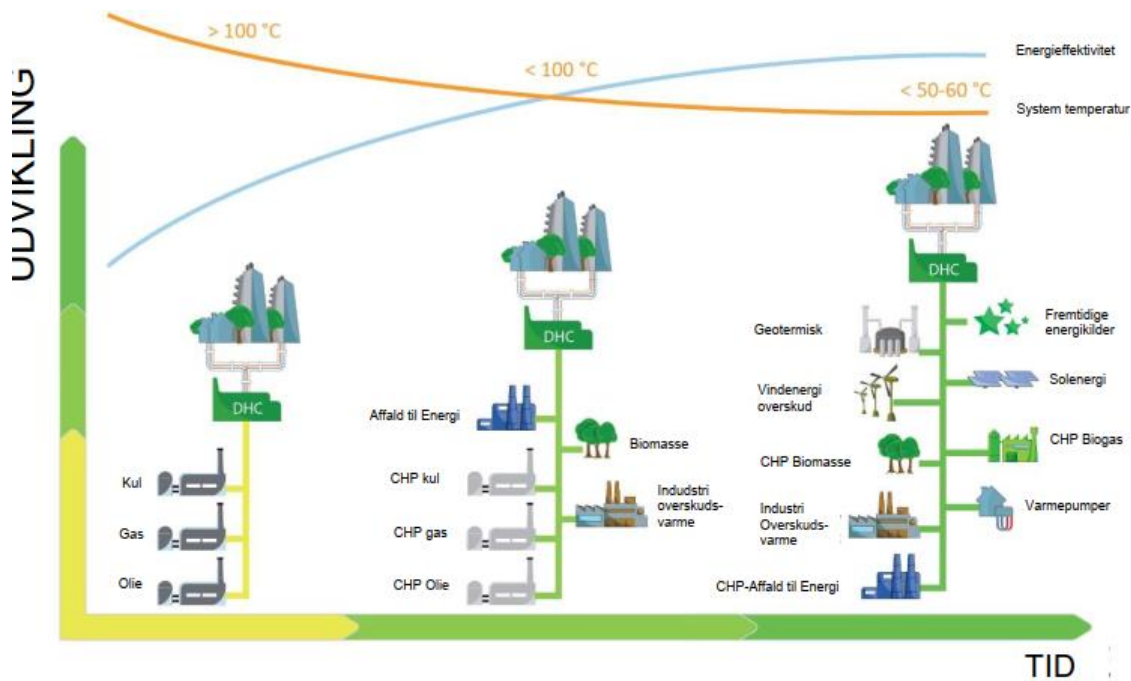 > 100 °C
< 100 °C
< 50-60 °C
Energieffektivitet
System temperatur
UDVIKLING
DHC
Kul
Gas
Olie
DHC
Affald til Energi
Biomasse
CHP kul
Indudstri
overskuds-
varme
CHP gas
CHP Olie
DHC
Geotermisk
Fremtidige
energikilder
Vindenergi
overskud
Solenergi
CHP Biomasse
CHP Biogas
Industri
Overskuds-
varme
Varmepumper
CHP-Affald til Energi
TID